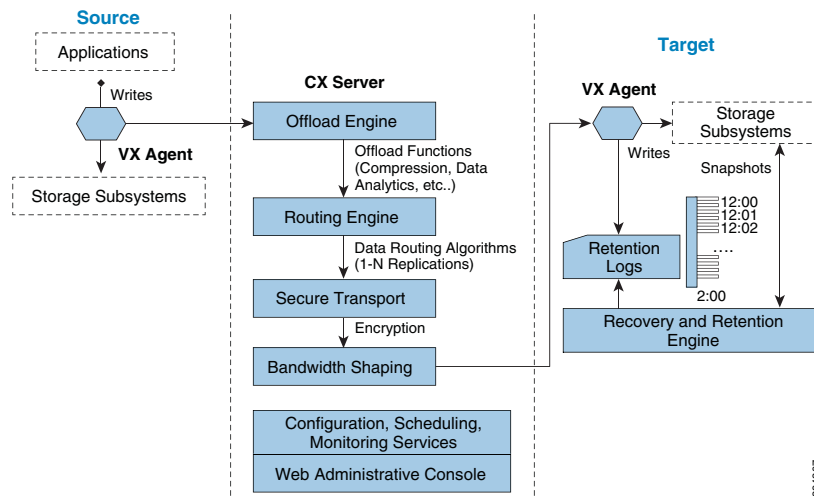 Source
Applications
Writes
VX Agent
Storage Subsystems
CX Server
Offload Engine
Offload Functions
(Compression, Data
Analytics, etc..)
Routing Engine
Data Routing Algorithms
(1-N Replications)
Secure Transport
Encryption
Bandwidth Shaping
Configuration, Scheduling,
Monitoring Services
Web Administrative Console
Target
VX Agent
Storage
Subsystems
Writes
Snapshots
12:00
12:01
12:02
....
2:00
Retention
Logs
Recovery and Retention
Engine